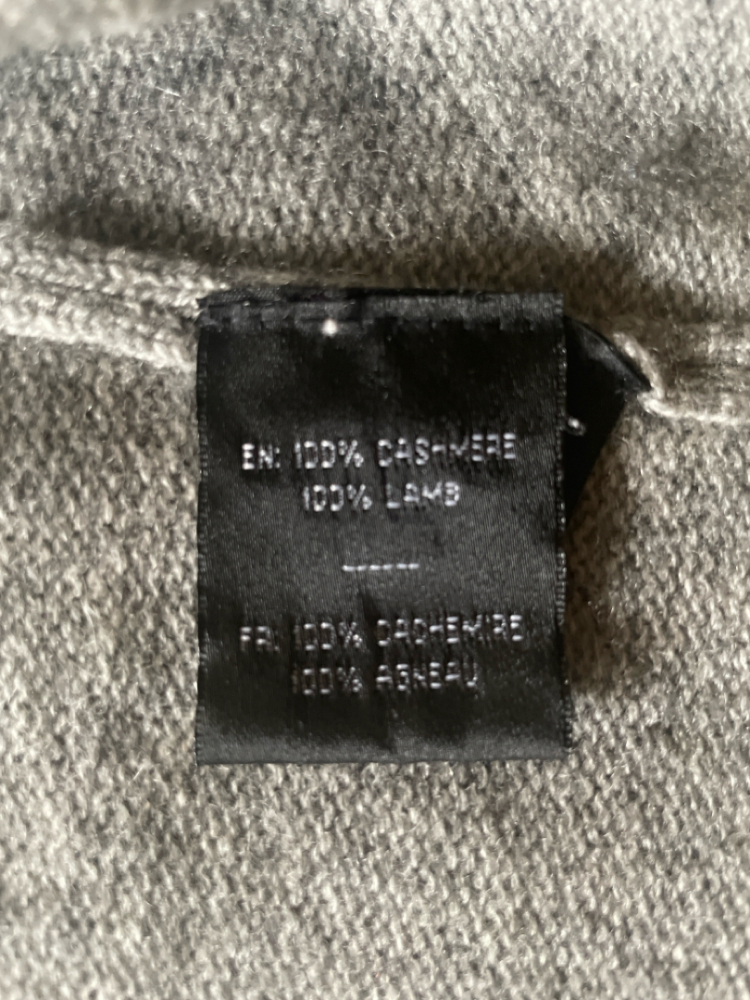 EN: 100% CASHMERE
100% LAMB
------
FR: 100% CACHEMIRE
100% AGNEAU